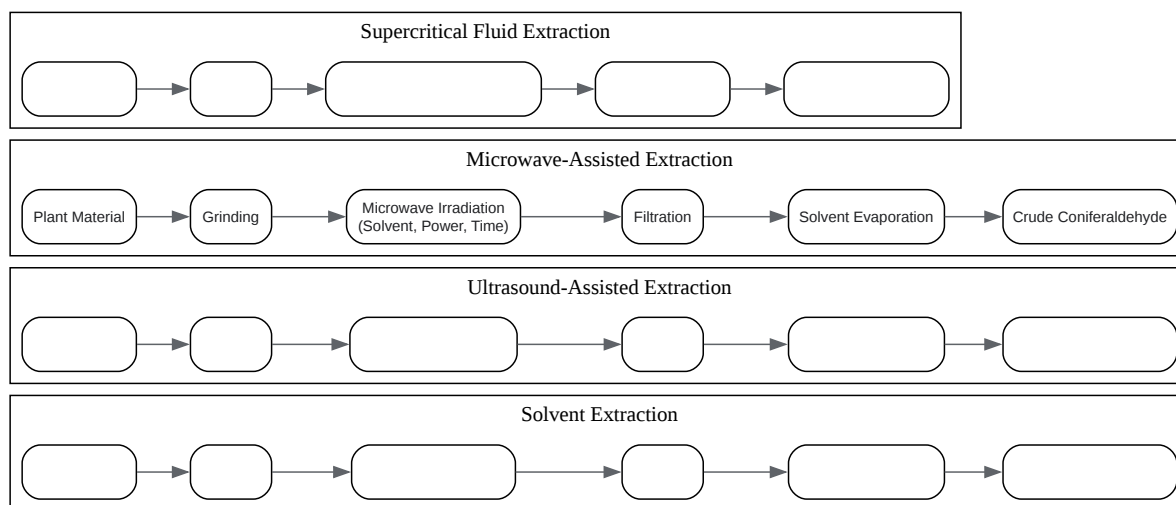 Supercritical Fluid Extraction
Microwave-Assisted Extraction
Plant Material
Grinding
Microwave Irradiation
(Solvent, Power, Time)
Filtration
Solvent Evaporation
Crude Coniferaldehyde
Ultrasound-Assisted Extraction
Solvent Extraction